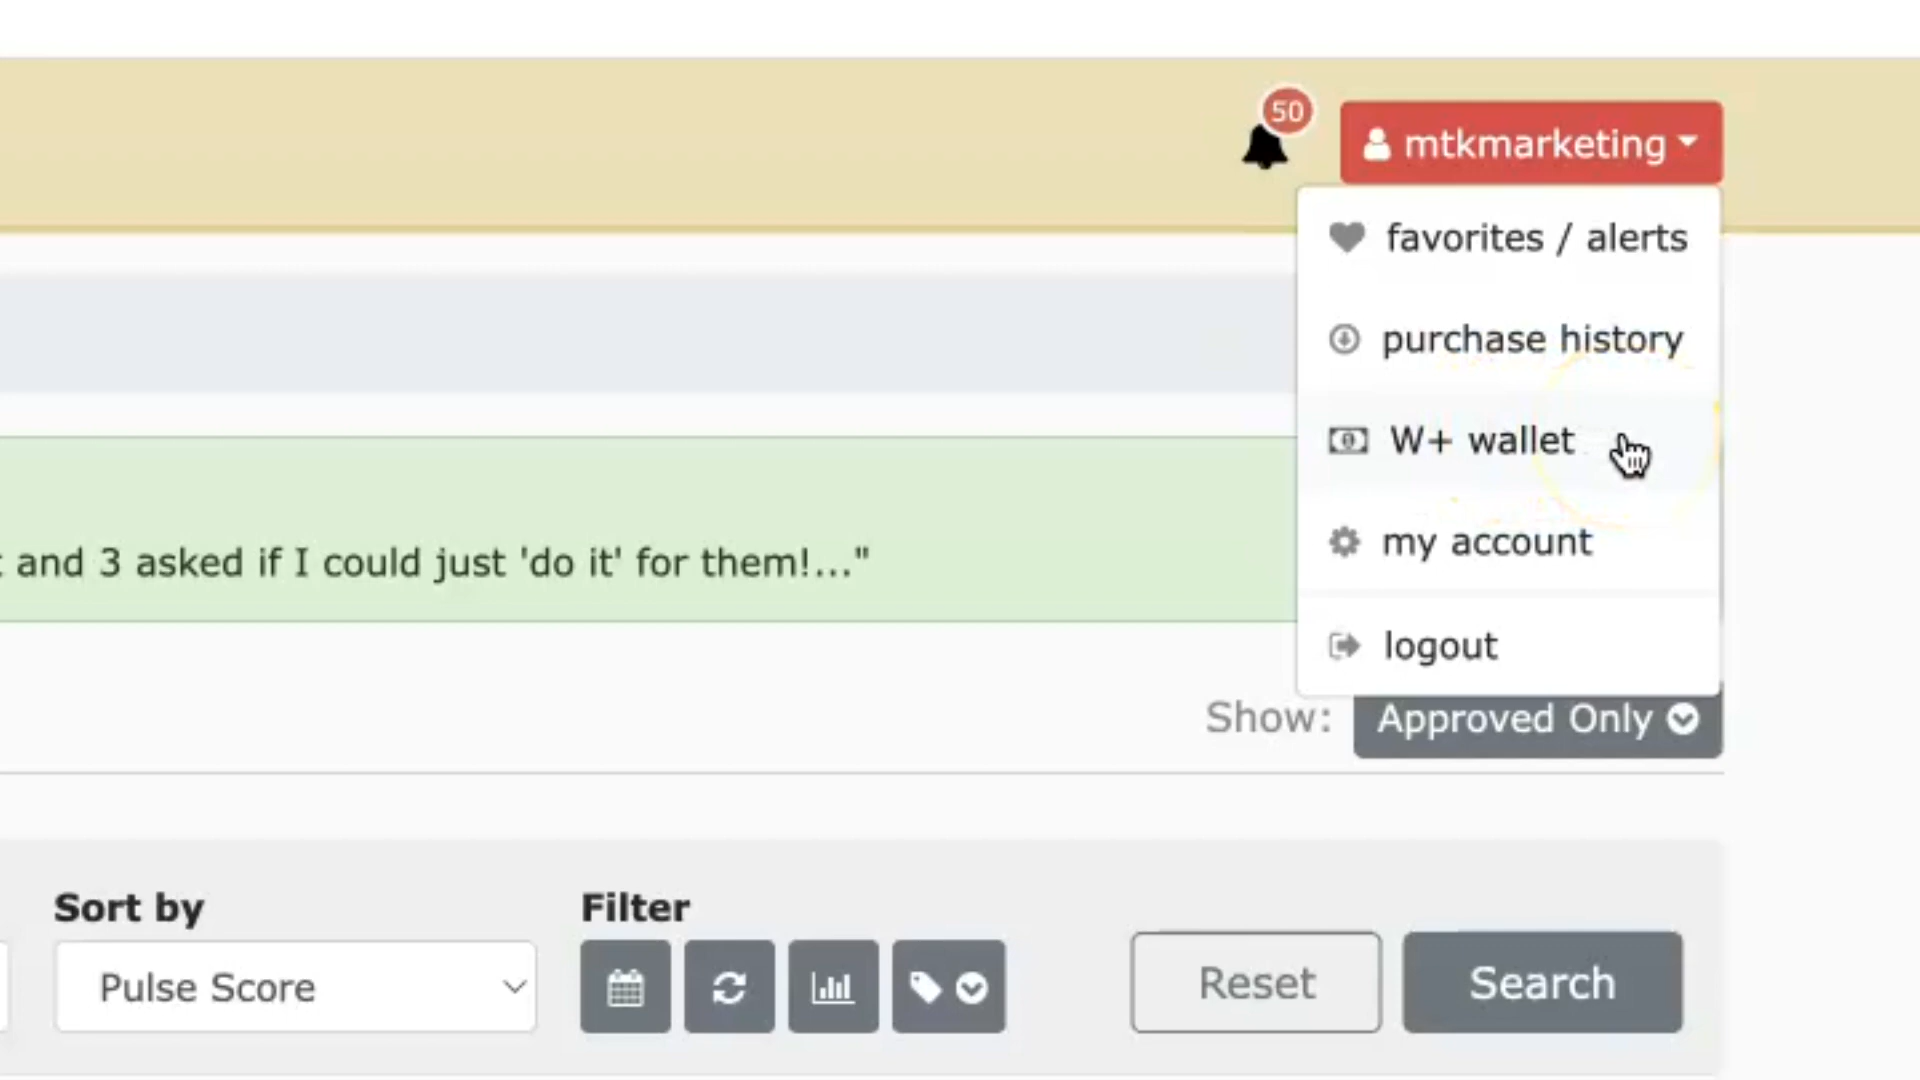 50
mtkmarketing
favorites / alerts
purchase history
W+ wallet
my account
logout
and 3 asked if I could just 'do it' for them!..."
Show: Approved Only
Sort by
Filter
Pulse Score
Reset
Search